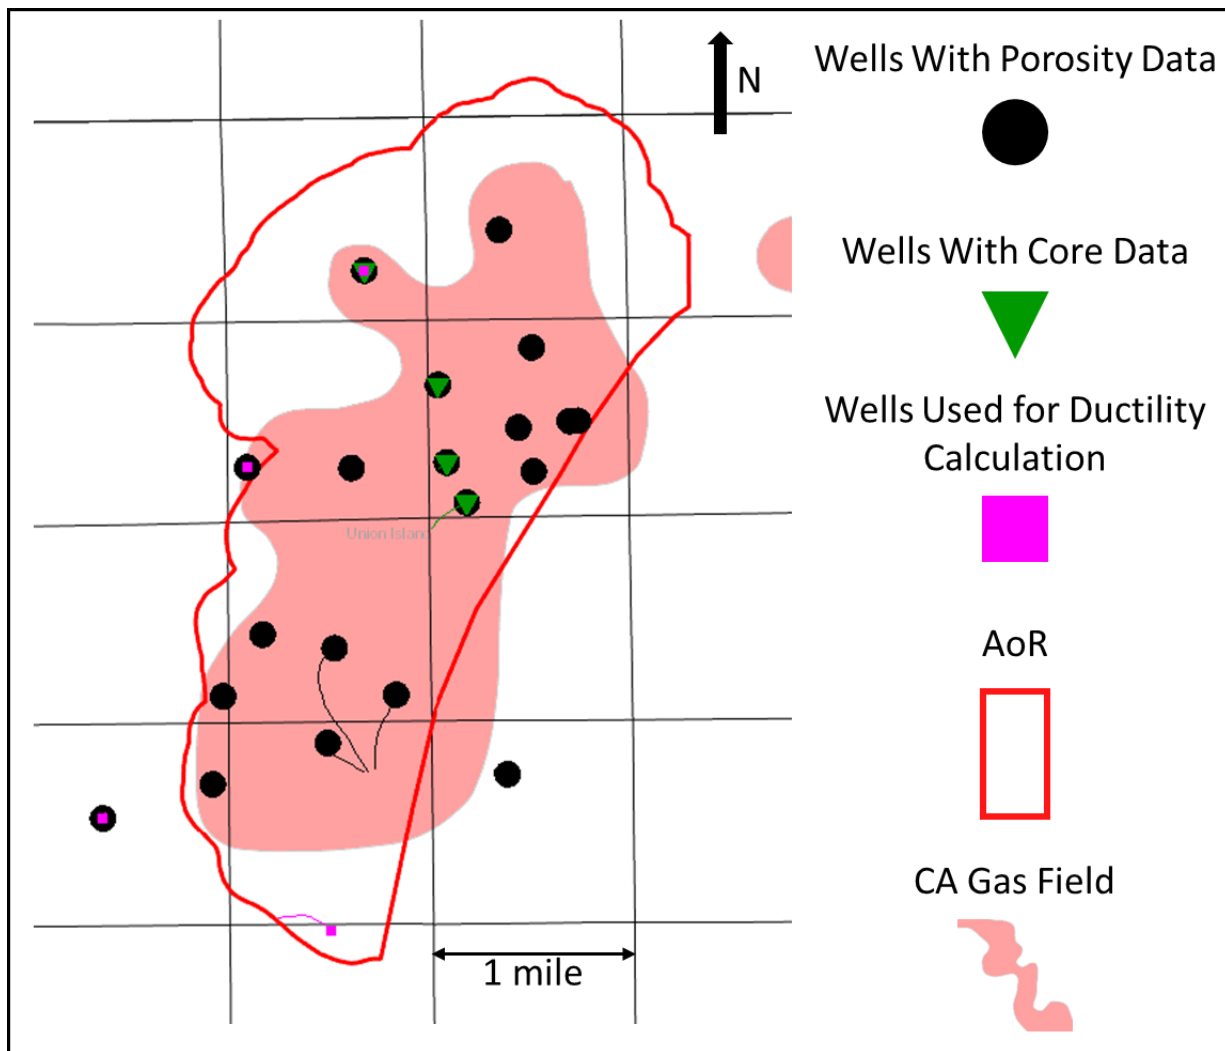 N
Wells With Porosity Data
Wells With Core Data
Wells Used for Ductility
Calculation
Union Island
AoR
CA Gas Field
1 mile